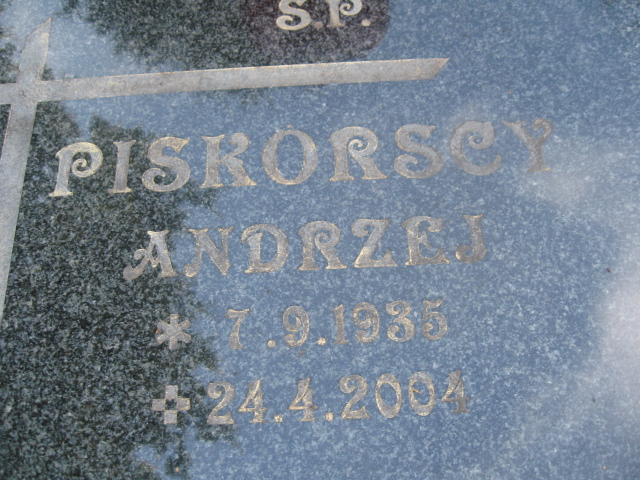 Ś.P.
PISKORSCY
ANDRZEJ
* 7.9.1935
✝ 24.4.2004